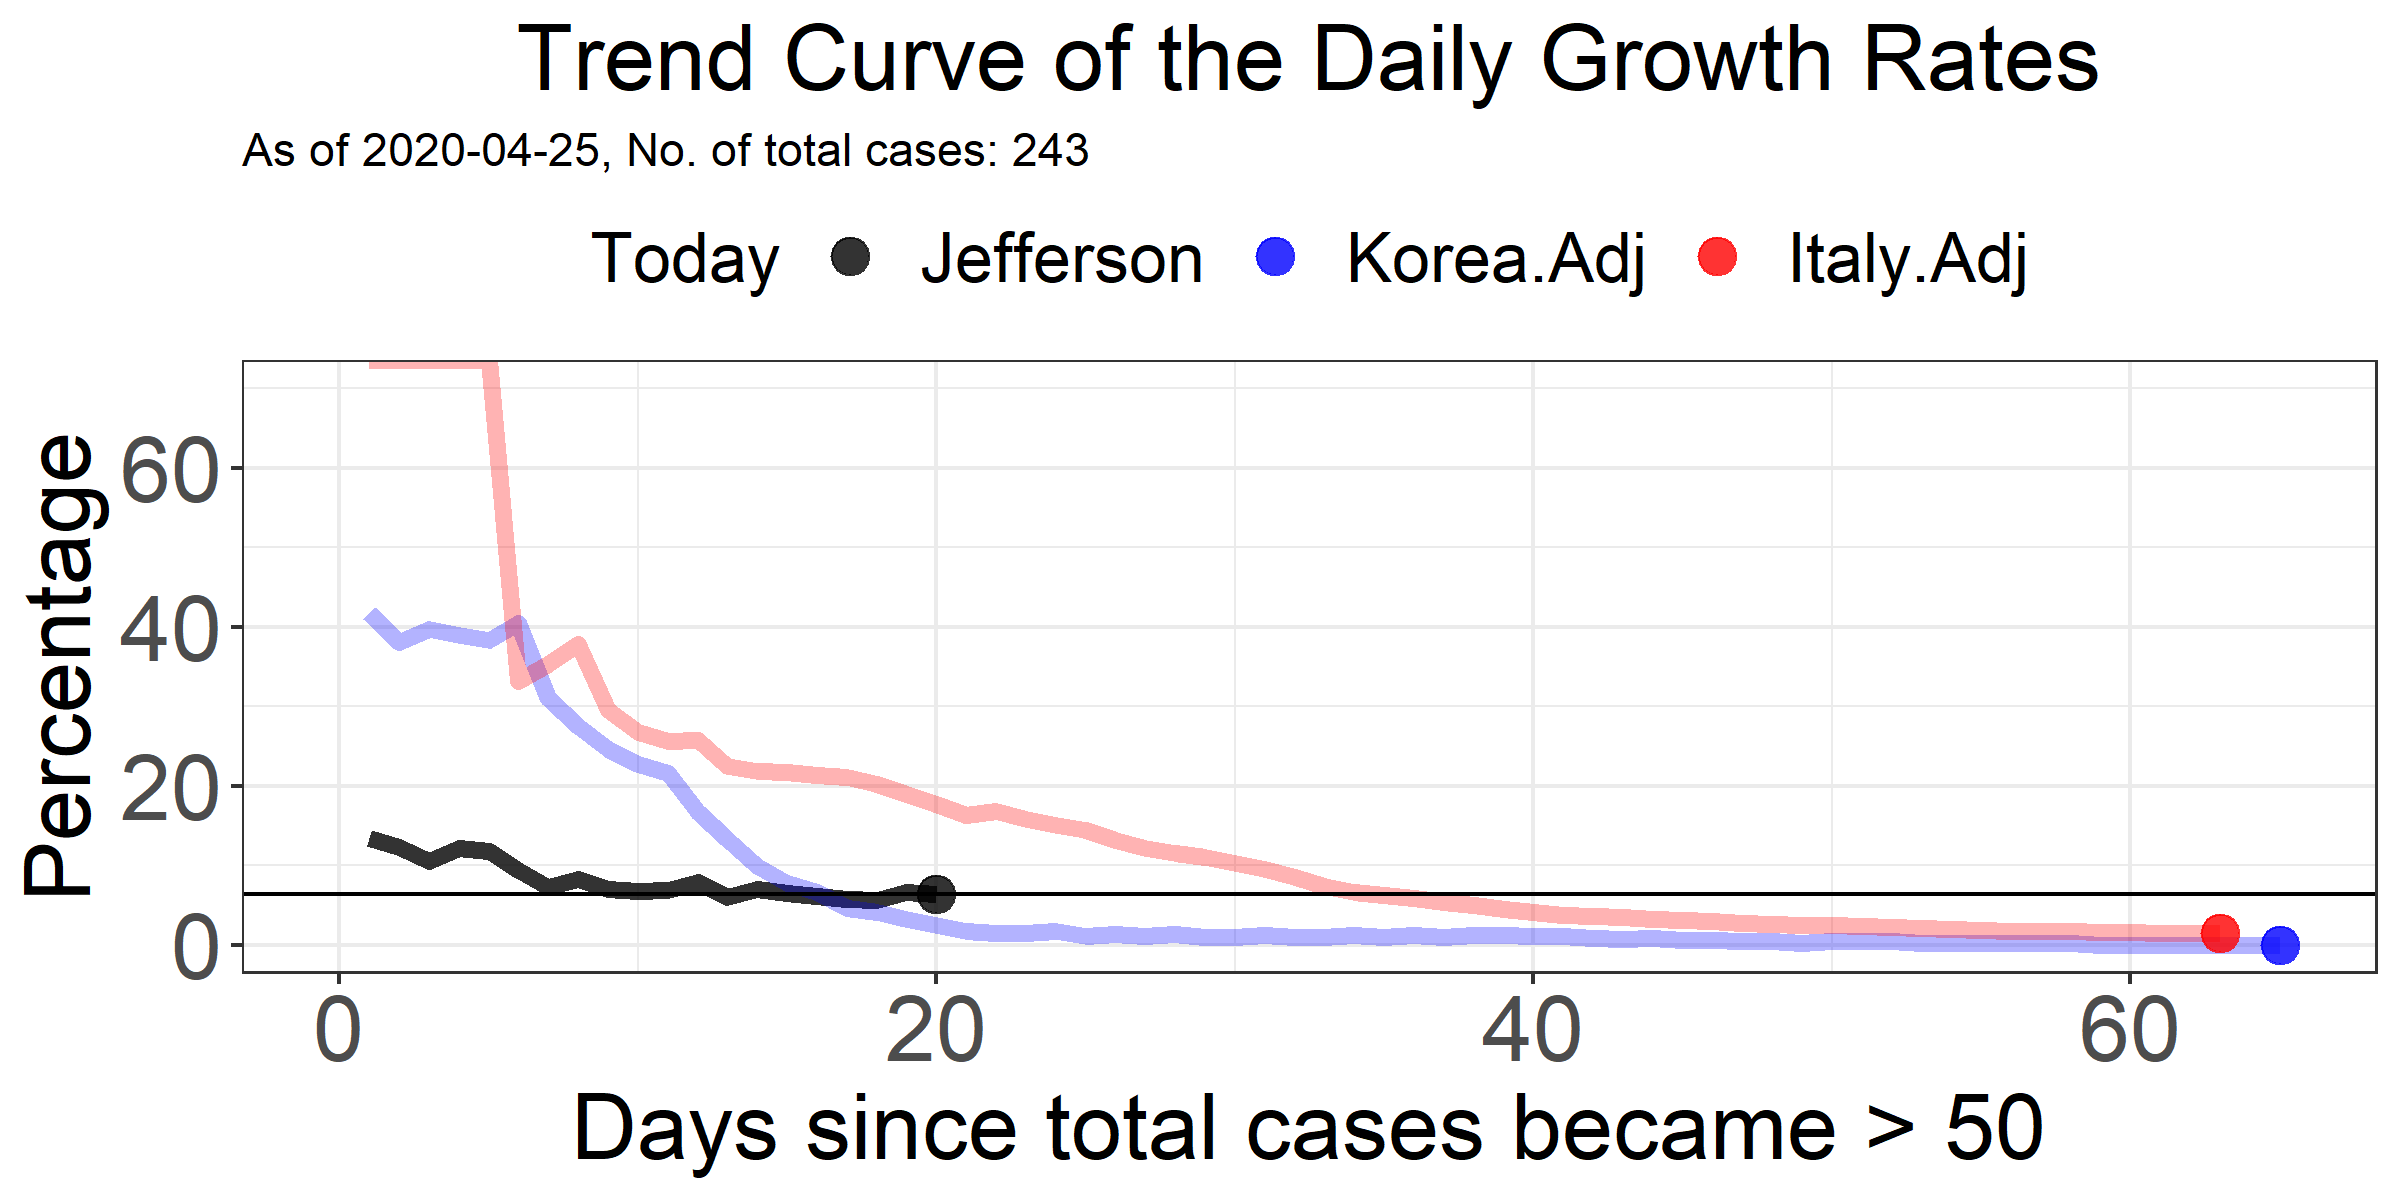 Trend Curve of the Daily Growth Rates
As of 2020-04-25, No. of total cases: 243
Today Jefferson Korea.Adj Italy.Adj
Percentage
60
40
20
0
0 20 40 60
Days since total cases became > 50